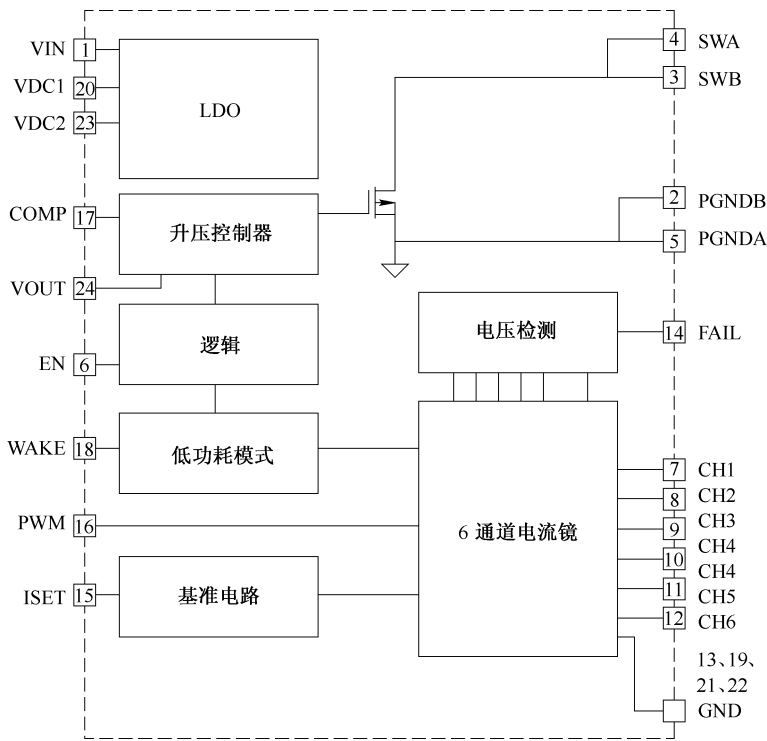 VIN 1
VDC1 20
VDC2 23
LDO
4 SWA
3 SWB
COMP 17
升压控制器
2 PGNDB
5 PGNDA
VOUT 24
电压检测
14 FAIL
EN 6
逻辑
WAKE 18
低功耗模式
7 CH1
8 CH2
PWM 16
6 通道电流镜
9 CH3
10 CH4
CH4
ISET 15
基准电路
11 CH5
12 CH6
13、19、
21、22
GND